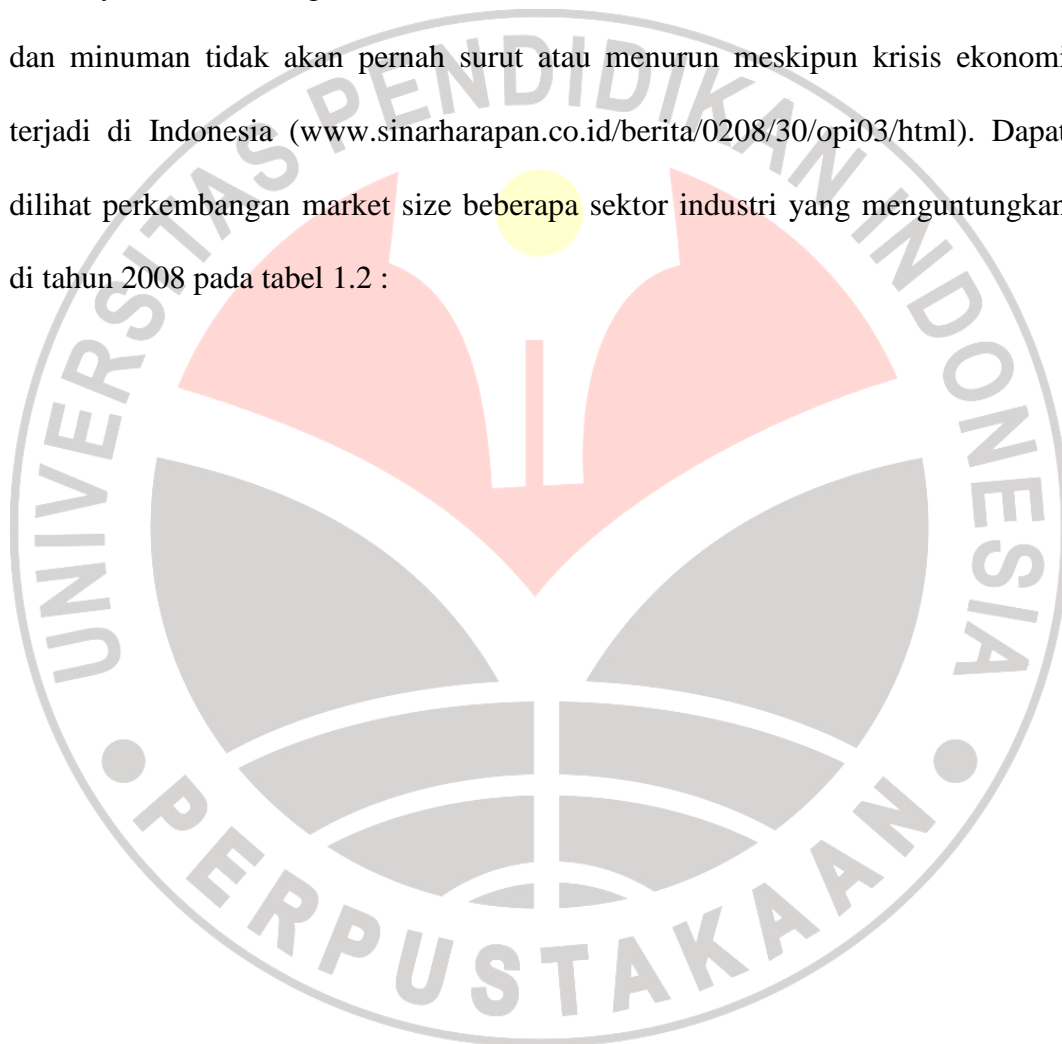 dan minuman tidak akan pernah surut atau menurun meskipun krisis ekonomi
terjadi di Indonesia (www.sinarharapan.co.id/berita/0208/30/opi03/html). Dapat
dilihat perkembangan market size beberapa sektor industri yang menguntungkan
di tahun 2008 pada tabel 1.2 :
UNIVERSITAS PENDIDIKAN INDONESIA
PERPUSTAKAAN